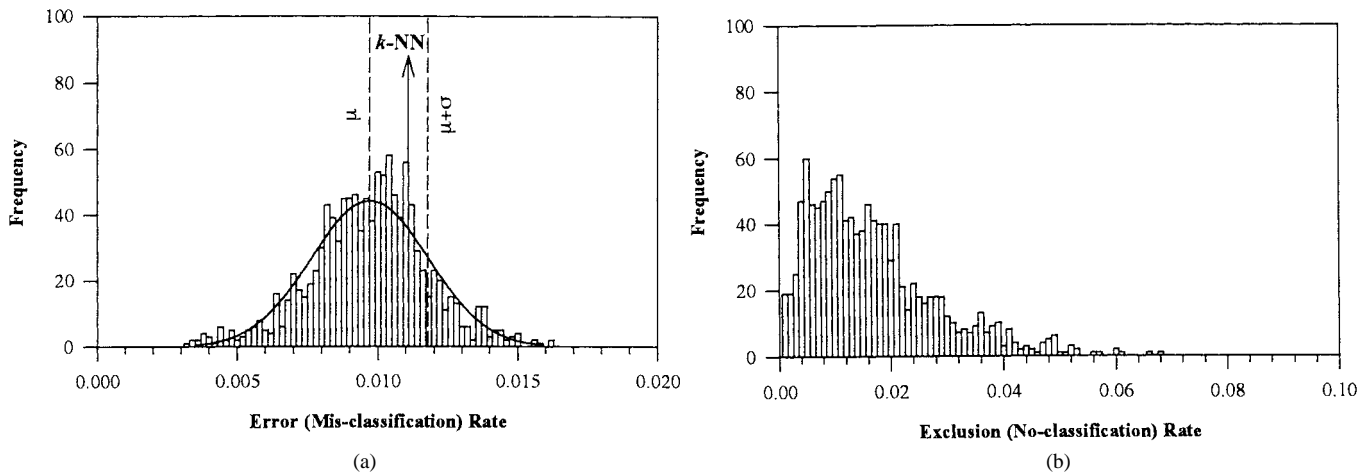 100
80
60
40
20
0
Frequency
k-NN
μ
μ+σ
0.000
0.005
0.010
0.015
0.020
Error (Mis-classification) Rate
(a)
100
80
60
40
20
0
Frequency
0.00
0.02
0.04
0.06
0.08
0.10
Exclusion (No-classification) Rate
(b)